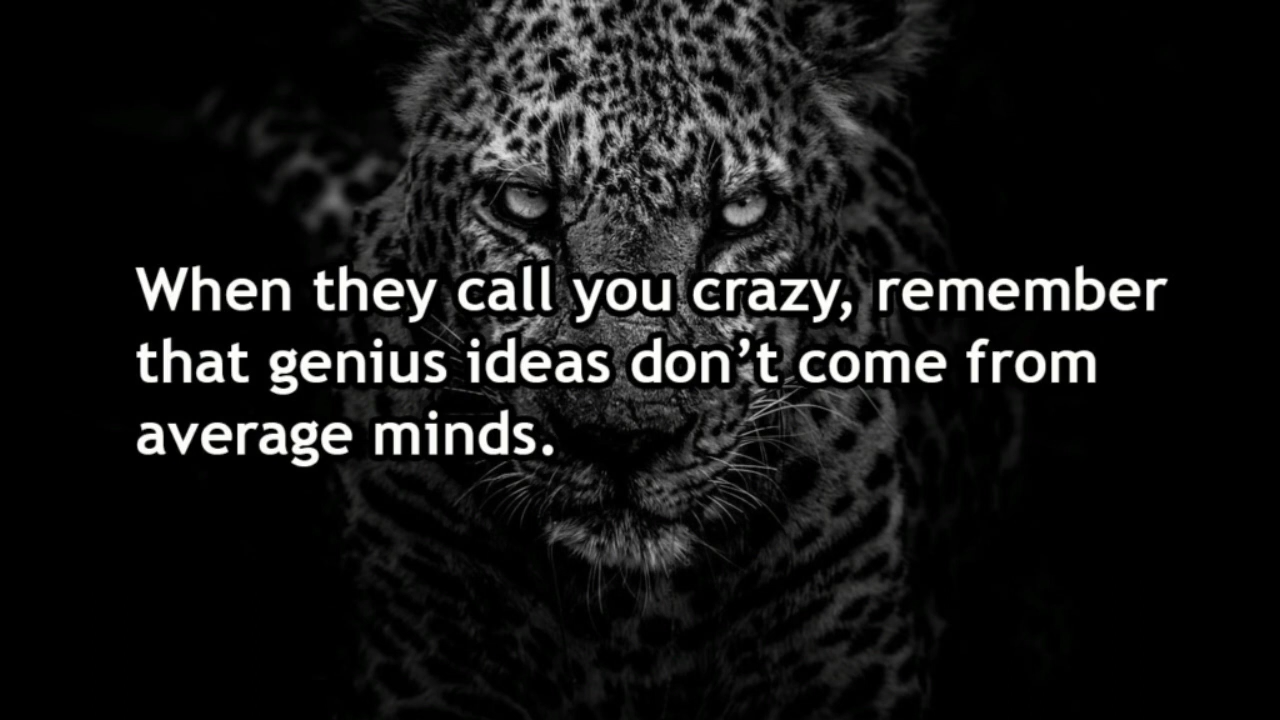 When they call you crazy, remember
that genius ideas don’t come from
average minds.